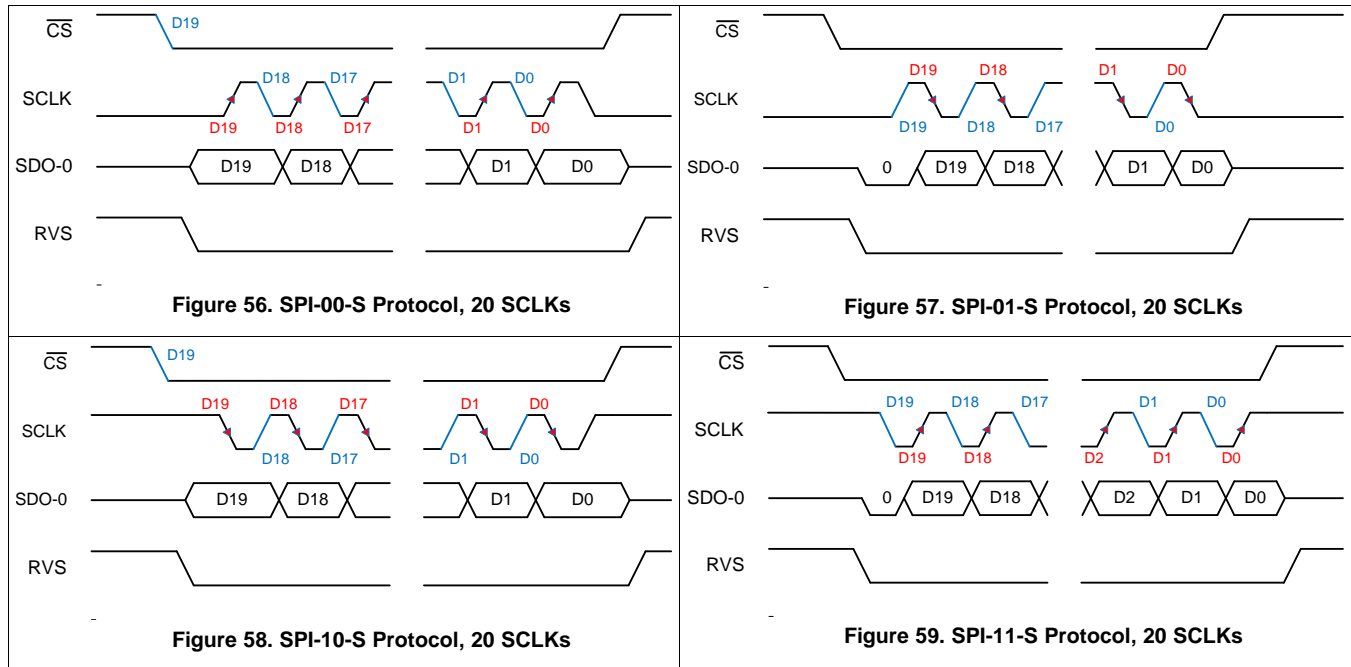 CS
D19
SCLK
D18 D17 D1 D0
D19 D18 D17 D1 D0
SDO-0
D19 D18 D1 D0
RVS
Figure 56. SPI-00-S Protocol, 20 SCLKs
CS
SCLK
D19 D18 D1 D0
D19 D18 D17 D0
SDO-0
0 D19 D18 D1 D0
RVS
Figure 57. SPI-01-S Protocol, 20 SCLKs
CS
D19
SCLK
D19 D18 D17 D1 D0
D18 D17 D1 D0
SDO-0
D19 D18 D1 D0
RVS
Figure 58. SPI-10-S Protocol, 20 SCLKs
CS
SCLK
D19 D18 D17 D1 D0
D19 D18 D2 D1 D0
SDO-0
0 D19 D18 D2 D1 D0
RVS
Figure 59. SPI-11-S Protocol, 20 SCLKs